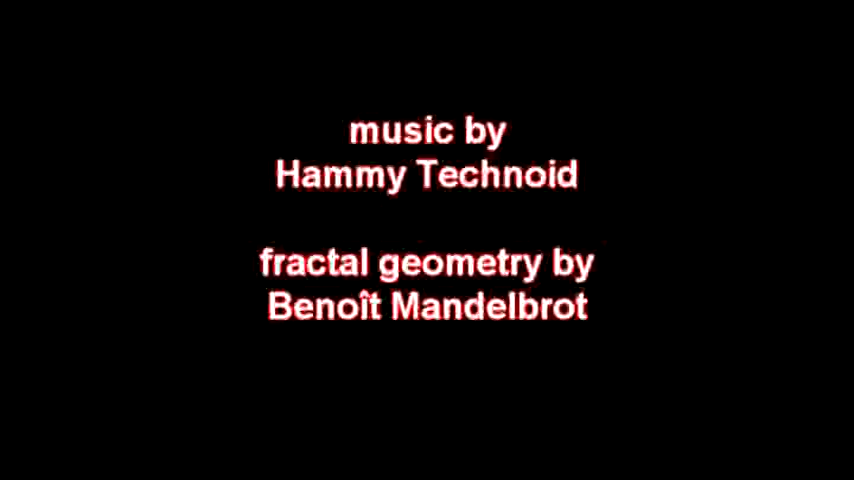 music by
Hammy Technoid
fractal geometry by
Benoît Mandelbrot